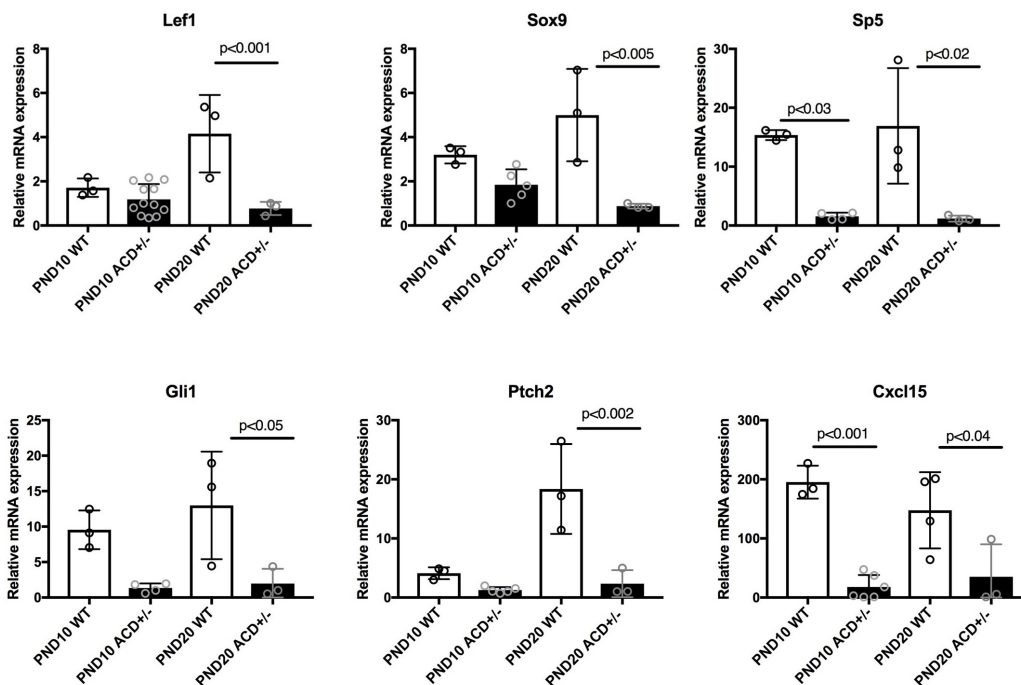 Lef1
Relative mRNA expression
8
6
4
2
0
p<0.001
PND10 WT
PND10 ACD+/-
PND20 WT
PND20 ACD+/-
Sox9
Relative mRNA expression
8
6
4
2
0
p<0.005
PND10 WT
PND10 ACD+/-
PND20 WT
PND20 ACD+/-
Sp5
Relative mRNA expression
30
20
10
0
p<0.03
p<0.02
PND10 WT
PND10 ACD+/-
PND20 WT
PND20 ACD+/-
Gli1
Relative mRNA expression
25
20
15
10
5
0
p<0.05
PND10 WT
PND10 ACD+/-
PND20 WT
PND20 ACD+/-
Ptch2
Relative mRNA expression
30
20
10
0
p<0.002
PND10 WT
PND10 ACD+/-
PND20 WT
PND20 ACD+/-
Cxcl15
Relative mRNA expression
300
200
100
0
p<0.001
p<0.04
PND10 WT
PND10 ACD+/-
PND20 WT
PND20 ACD+/-